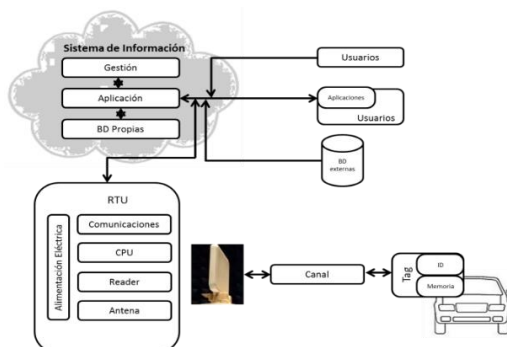 Sistema de Información
Gestión
Aplicación
BD Propias
Usuarios
Aplicaciones
Usuarios
BD
externas
RTU
Alimentación Eléctrica
Comunicaciones
CPU
Reader
Antena
Canal
Tag
ID
Memoria